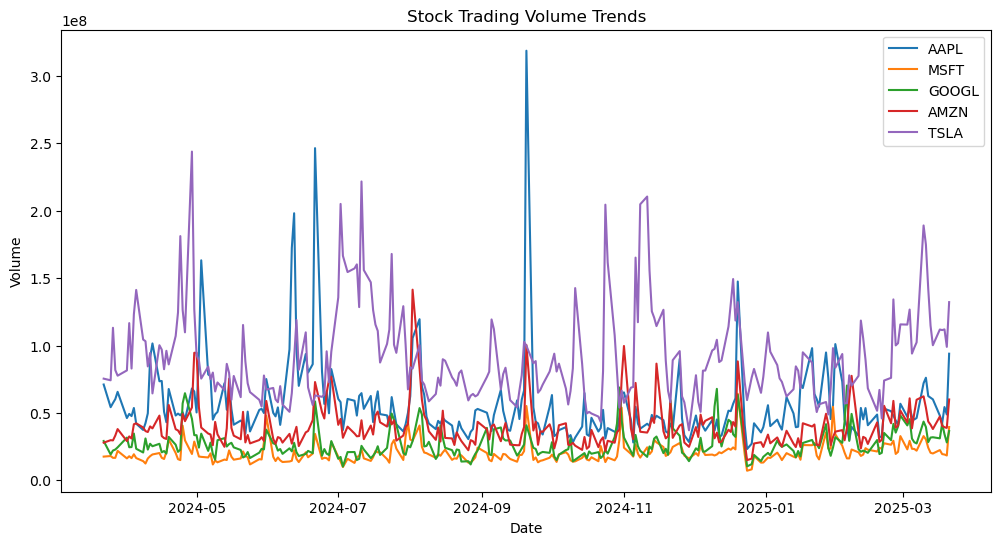 Stock Trading Volume Trends
1e8
AAPL
MSFT
GOOGL
AMZN
TSLA
3.0
2.5
2.0
1.5
1.0
0.5
0.0
Volume
2024-05
2024-07
2024-09
2024-11
2025-01
2025-03
Date